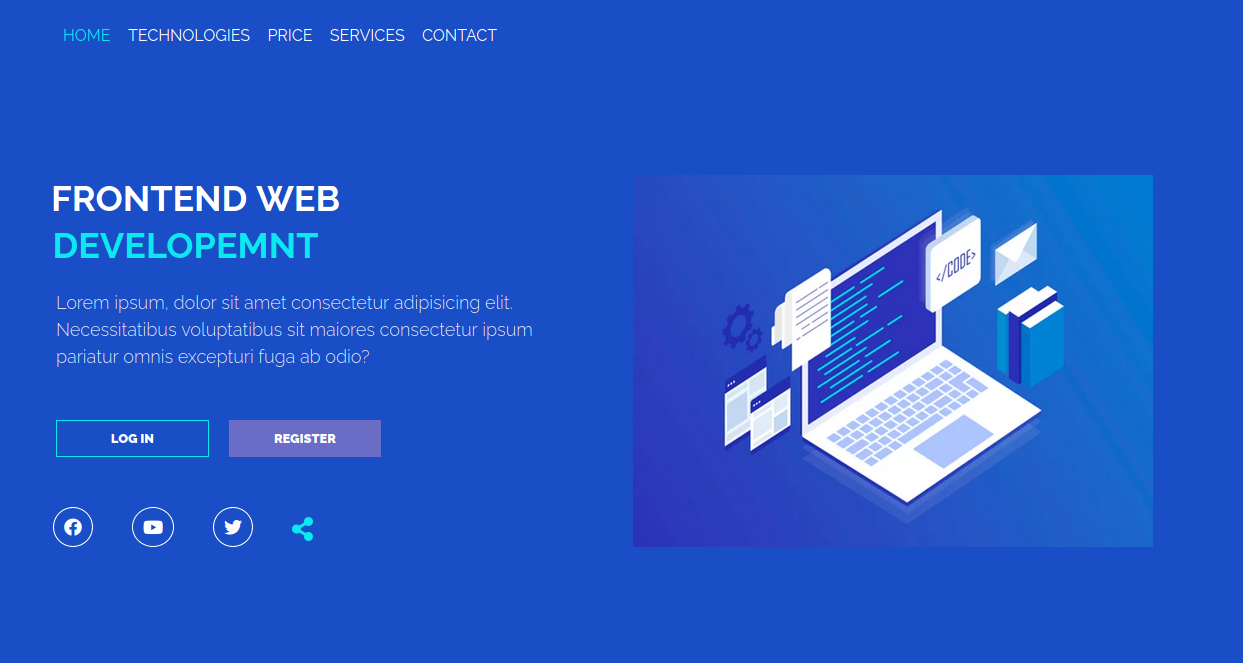 HOME TECHNOLOGIES PRICE SERVICES CONTACT
FRONTEND WEB
DEVELOPEMNT
Lorem ipsum, dolor sit amet consectetur adipisicing elit.
Necessitatibus voluptatibus sit maiores consectetur ipsum
pariatur omnis excepturi fuga ab odio?
LOG IN REGISTER
</CODE>